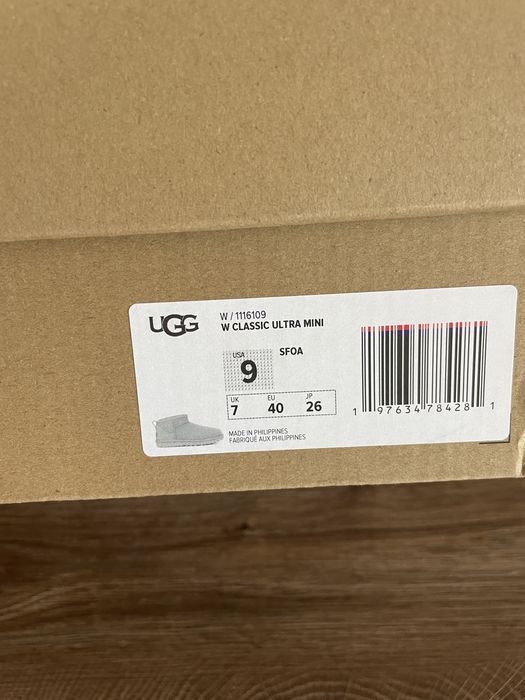 UGG
W / 1116109
W CLASSIC ULTRA MINI
USA
9
SFOA
UK EU JP
7 40 26
MADE IN PHILIPPINES
FABRIQUÉ AUX PHILIPPINES
1 97634 78428 1